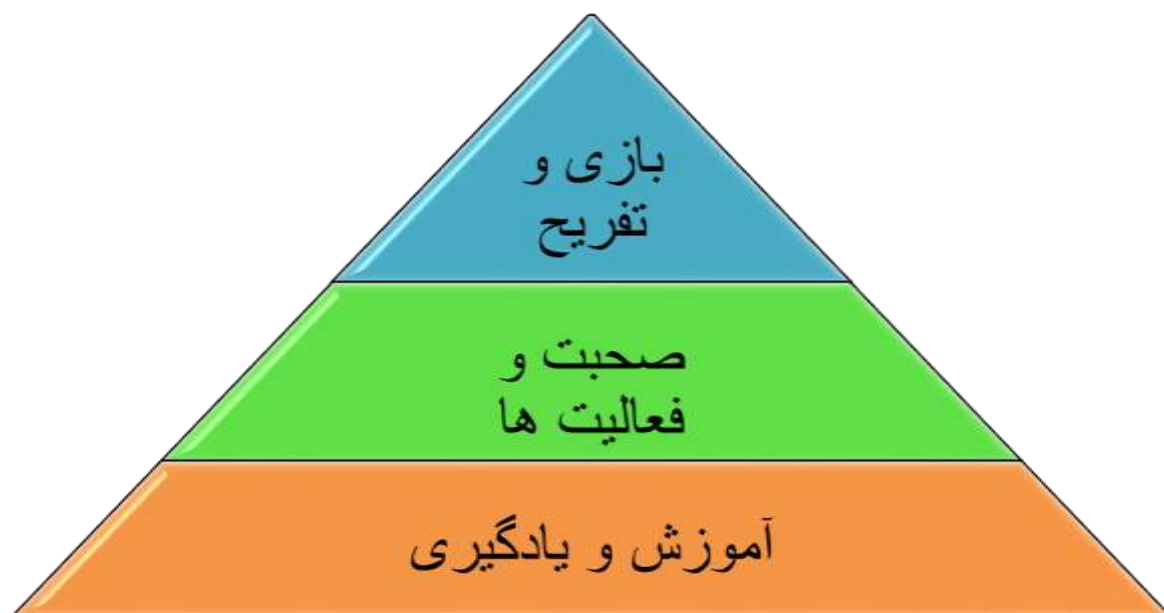 بازی و
تفریح
صحبت و
فعالیت ها
آموزش و یادگیری